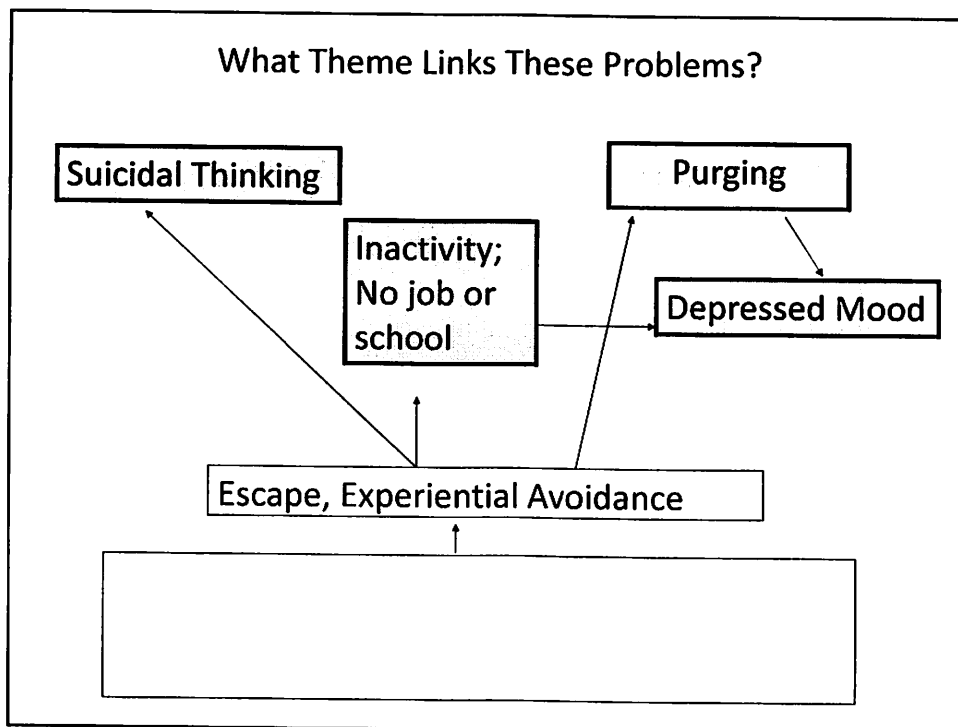 What Theme Links These Problems?
Suicidal Thinking
Purging
Inactivity;
No job or
school
Depressed Mood
Escape, Experiential Avoidance